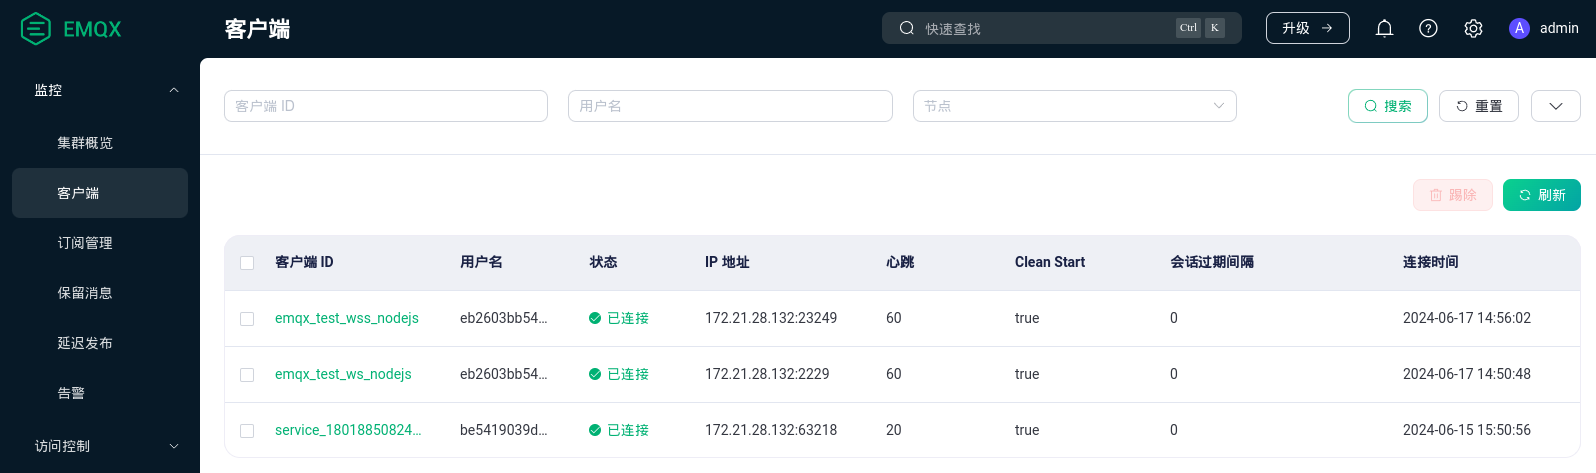 EMQX
客户端
快速查找
Ctrl K
升级
A admin
监控
集群概览
客户端
订阅管理
保留消息
延迟发布
告警
访问控制
客户端 ID
用户名
节点
搜索
重置
踢除
刷新
客户端 ID 用户名 状态 IP 地址 心跳 Clean Start 会话过期间隔 连接时间
emqx_test_wss_nodejs eb2603bb54... 已连接 172.21.28.132:23249 60 true 0 2024-06-17 14:56:02
emqx_test_ws_nodejs eb2603bb54... 已连接 172.21.28.132:2229 60 true 0 2024-06-17 14:50:48
service_18018850824... be5419039d... 已连接 172.21.28.132:63218 20 true 0 2024-06-15 15:50:56